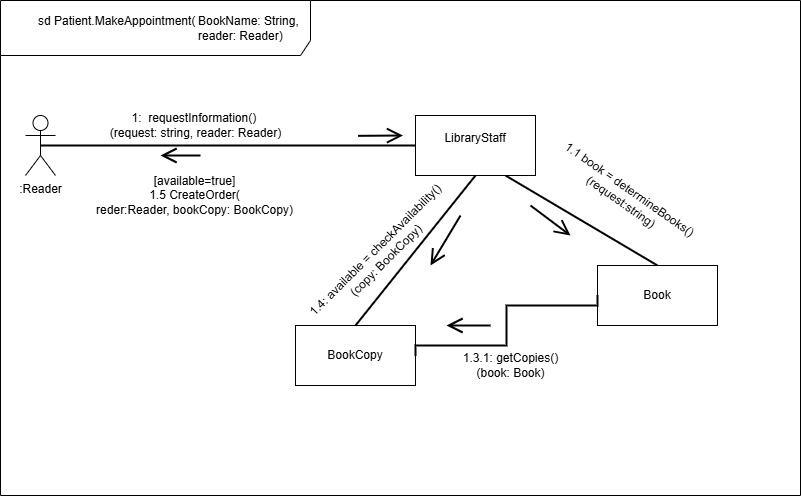 sd Patient.MakeAppointment( BookName: String,
reader: Reader)
1: requestInformation()
(request: string, reader: Reader)
LibraryStaff
:Reader
[available=true]
1.5 CreateOrder(
reder:Reader, bookCopy: BookCopy)
1.1 book = determineBooks()
(request:string)
1.4: available = checkAvailability()
(copy: BookCopy)
Book
BookCopy
1.3.1: getCopies()
(book: Book)